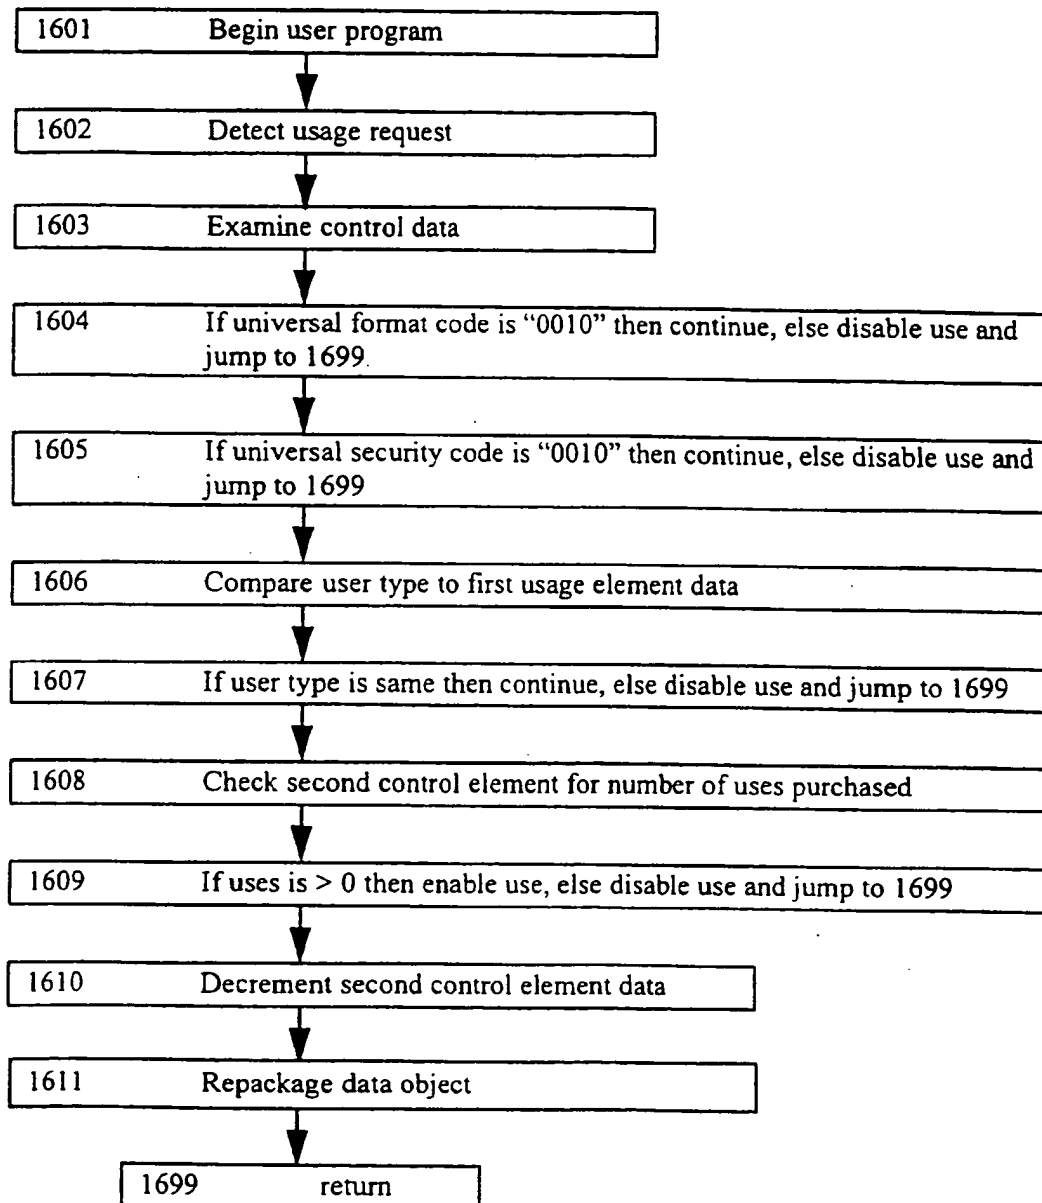 1601 Begin user program
1602 Detect usage request
1603 Examine control data
1604 If universal format code is “0010” then continue, else disable use and
jump to 1699.
1605 If universal security code is “0010” then continue, else disable use and
jump to 1699
1606 Compare user type to first usage element data
1607 If user type is same then continue, else disable use and jump to 1699
1608 Check second control element for number of uses purchased
1609 If uses is > 0 then enable use, else disable use and jump to 1699
1610 Decrement second control element data
1611 Repackage data object
1699 return